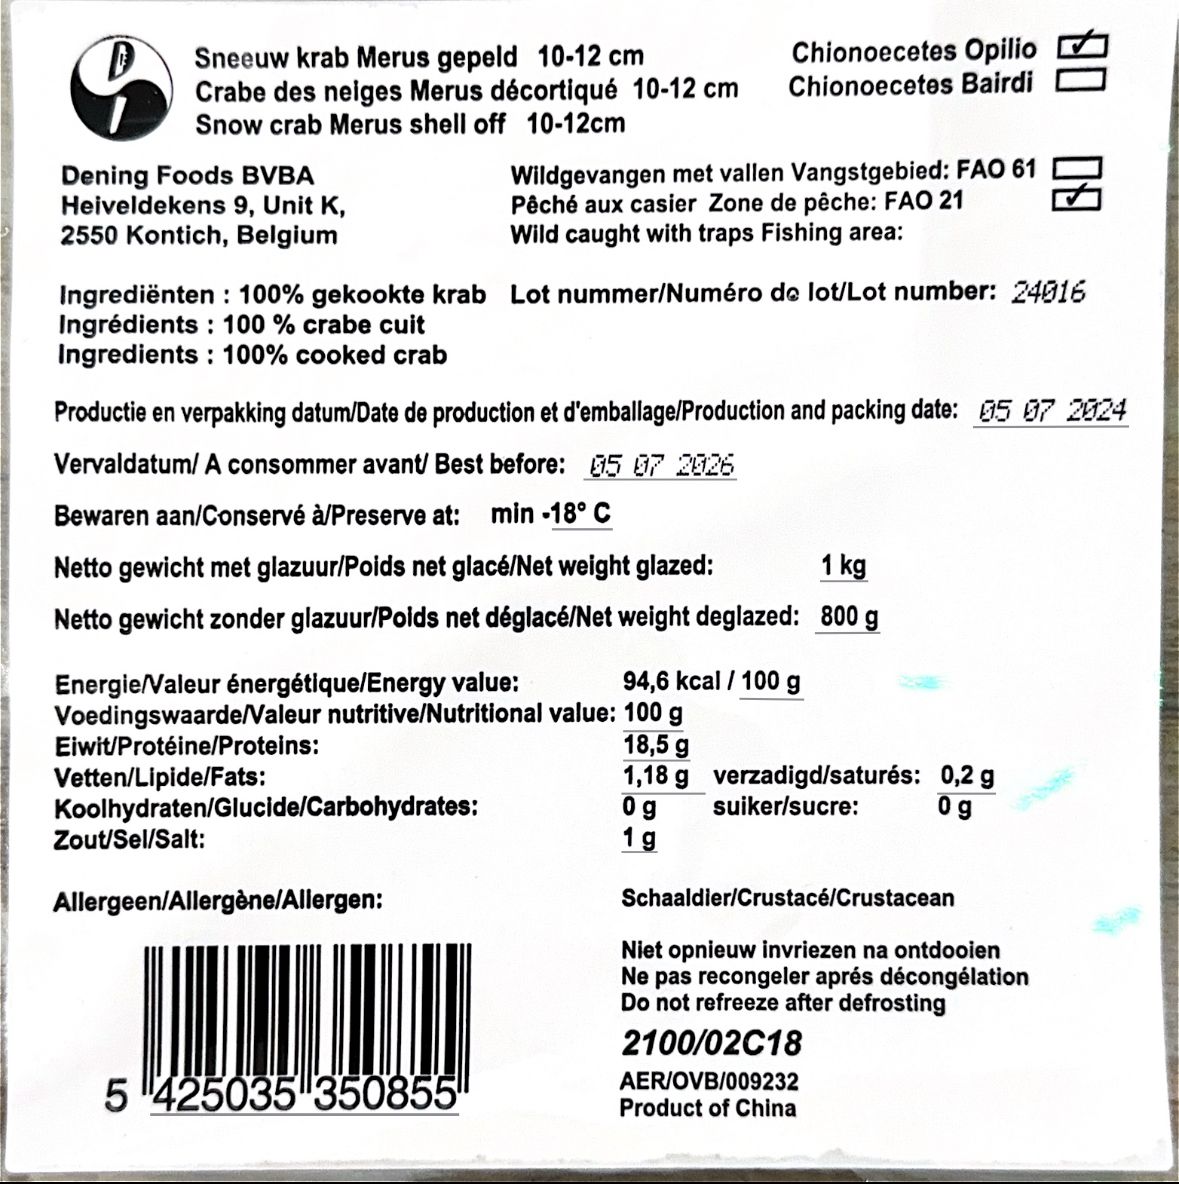 Sneeuw krab Merus gepeld 10-12 cm
Crabe des neiges Merus décortiqué 10-12 cm
Snow crab Merus shell off 10-12cm
Chionoecetes Opilio
Chionoecetes Bairdi
Dening Foods BVBA
Heiveldekens 9, Unit K,
2550 Kontich, Belgium
Wildgevangen met vallen Vangstgebied: FAO 61
Pêché aux casier Zone de pêche: FAO 21
Wild caught with traps Fishing area:
Ingrediënten : 100% gekookte krab
Ingrédients : 100 % crabe cuit
Ingredients : 100% cooked crab
Lot nummer/Numéro de lot/Lot number: 24016
Productie en verpakking datum/Date de production et d'emballage/Production and packing date: 05 07 2024
Vervaldatum/ A consommer avant/ Best before: 05 07 2026
Bewaren aan/Conservé à/Preserve at: min -18° C
Netto gewicht met glazuur/Poids net glacé/Net weight glazed: 1 kg
Netto gewicht zonder glazuur/Poids net déglacé/Net weight deglazed: 800 g
Energie/Valeur énergétique/Energy value: 94,6 kcal / 100 g
Voedingswaarde/Valeur nutritive/Nutritional value: 100 g
Eiwit/Protéine/Proteins: 18,5 g
Vetten/Lipide/Fats: 1,18 g verzadigd/saturés: 0,2 g
Koolhydraten/Glucide/Carbohydrates: 0 g suiker/sucre: 0 g
Zout/Sel/Salt: 1 g
Allergeen/Allergène/Allergen: Schaaldier/Crustacé/Crustacean
Niet opnieuw invriezen na ontdooien
Ne pas recongeler aprés décongélation
Do not refreeze after defrosting
2100/02C18
AER/OVB/009232
Product of China
5 425035 350855